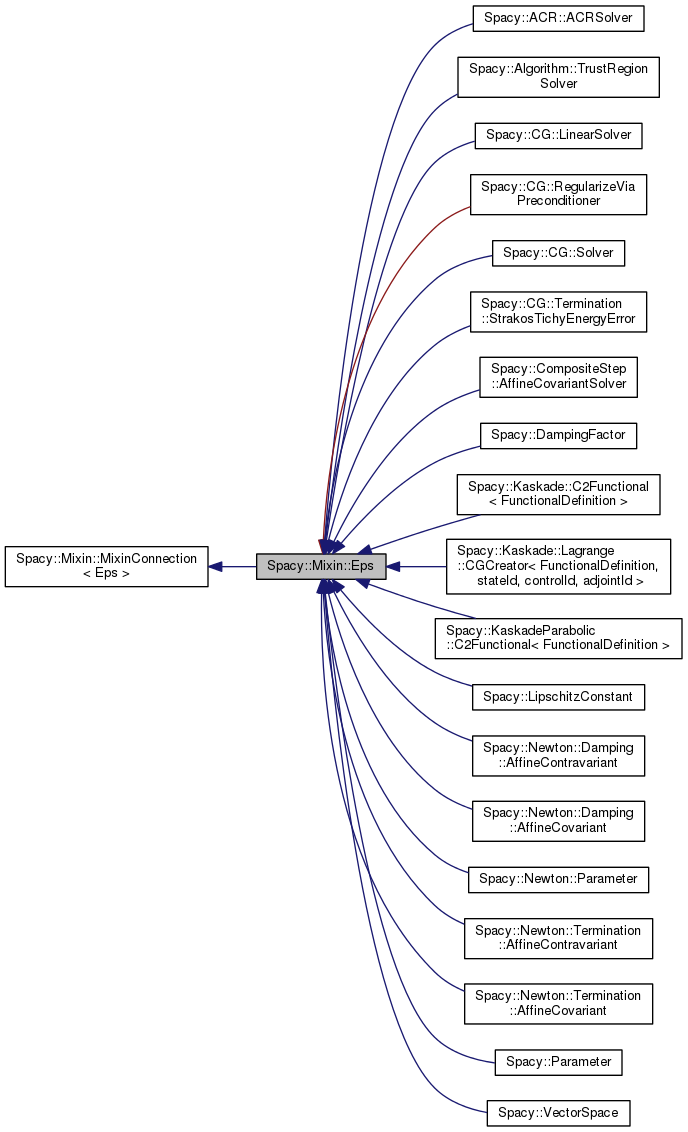 Spacy::ACR::ACRSolver
Spacy::Algorithm::TrustRegion
Solver
Spacy::CG::LinearSolver
Spacy::CG::RegularizeVia
Preconditioner
Spacy::CG::Solver
Spacy::CG::Termination
::StrakosTichyEnergyError
Spacy::CompositeStep
::AffineCovariantSolver
Spacy::DampingFactor
Spacy::Kaskade::C2Functional
< FunctionalDefinition >
Spacy::Mixin::MixinConnection
< Eps >
Spacy::Mixin::Eps
Spacy::Kaskade::Lagrange
::CGCreator< FunctionalDefinition,
stateId, controlId, adjointId >
Spacy::KaskadeParabolic
::C2Functional< FunctionalDefinition >
Spacy::LipschitzConstant
Spacy::Newton::Damping
::AffineContravariant
Spacy::Newton::Damping
::AffineCovariant
Spacy::Newton::Parameter
Spacy::Newton::Termination
::AffineContravariant
Spacy::Newton::Termination
::AffineCovariant
Spacy::Parameter
Spacy::VectorSpace